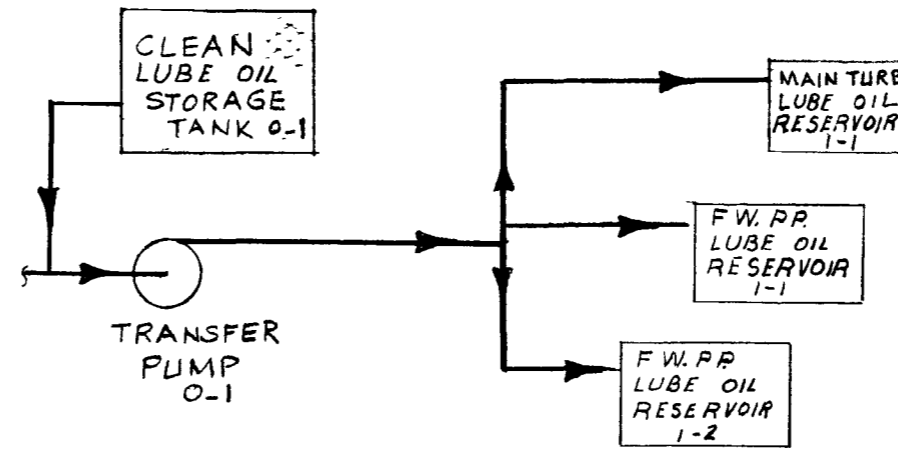 CLEAN
LUBE OIL
STORAGE
TANK 0-1
TRANSFER
PUMP
0-1
MAIN TURB
LUBE OIL
RESERVOIR
1-1
F W. P.P.
LUBE OIL
RESERVOIR
1-1
F W. P.P.
LUBE OIL
RESERVOIR
1-2